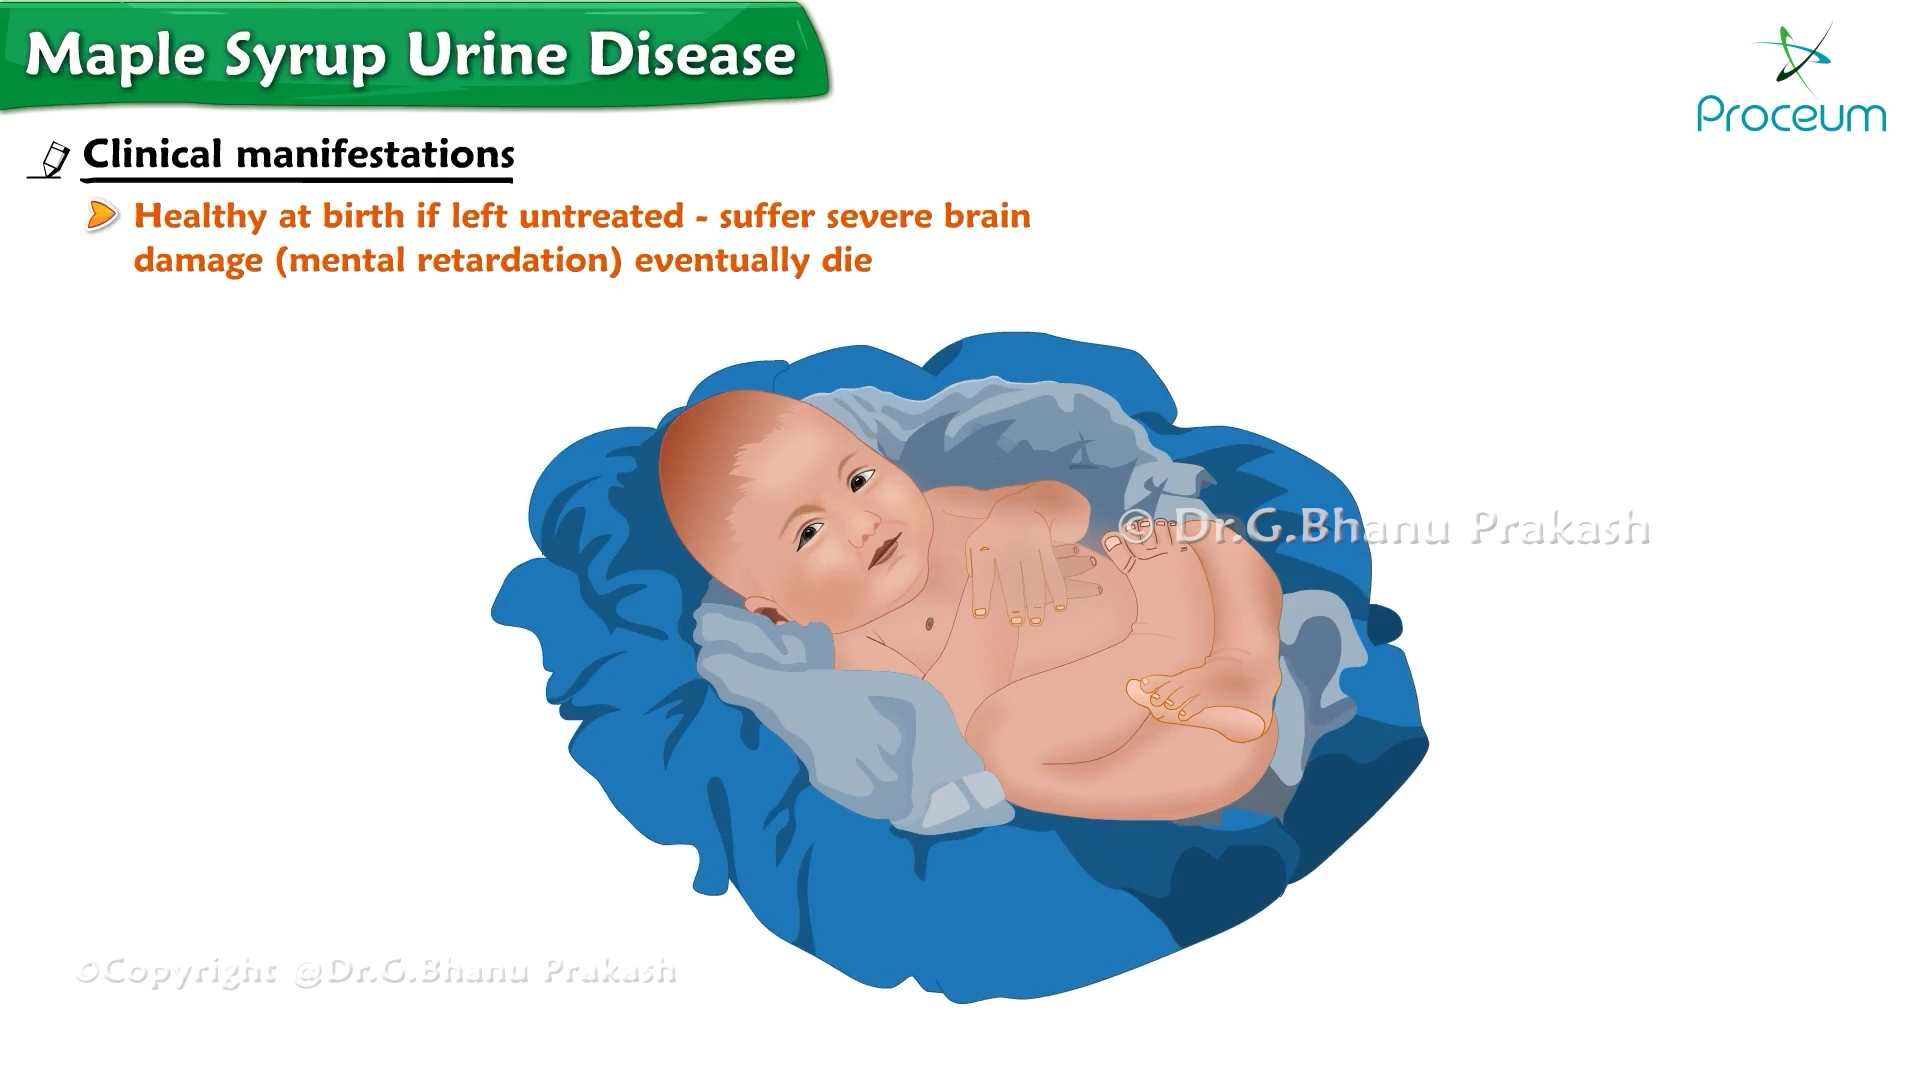 Maple Syrup Urine Disease
Proceum
Clinical manifestations
Healthy at birth if left untreated - suffer severe brain
damage (mental retardation) eventually die
© Dr.G.Bhanu Prakash
©Copyright @Dr.G.Bhanu Prakash